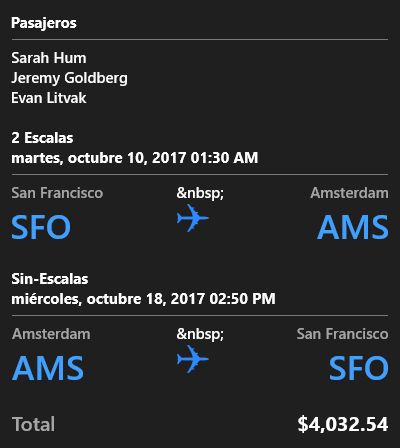 Pasajeros
Sarah Hum
Jeremy Goldberg
Evan Litvak
2 Escalas
martes, octubre 10, 2017 01:30 AM
San Francisco &nbsp; Amsterdam
SFO AMS
Sin-Escalas
miércoles, octubre 18, 2017 02:50 PM
Amsterdam &nbsp; San Francisco
AMS SFO
Total $4,032.54